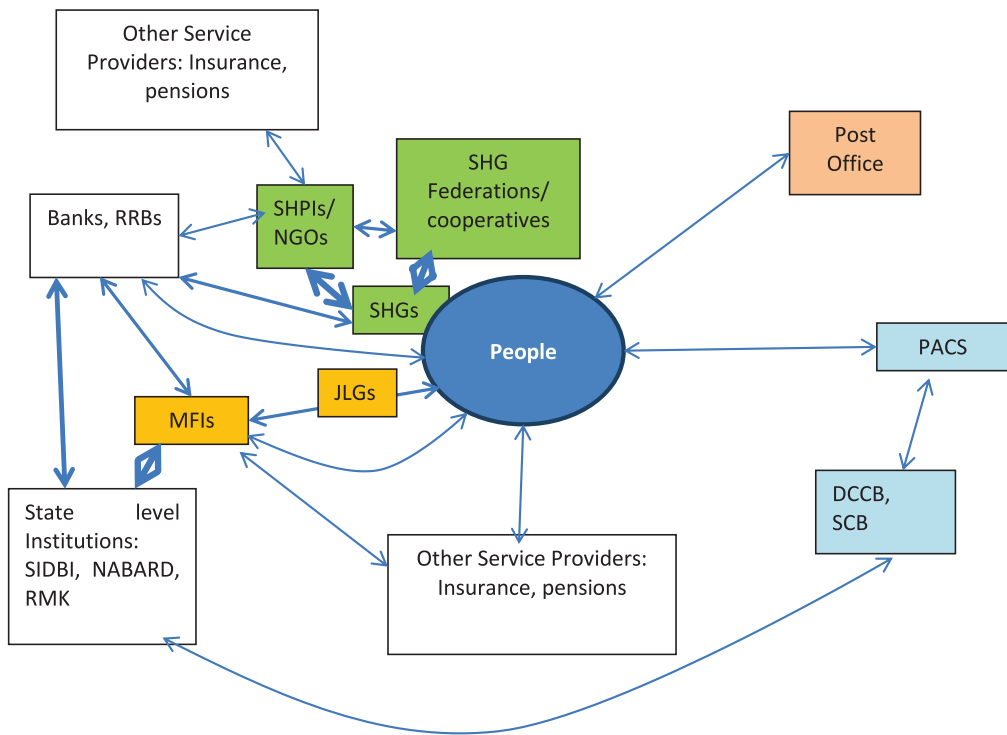 Other Service
Providers: Insurance,
pensions
Post
Office
SHG
Federations/
cooperatives
SHPIs/
NGOs
Banks, RRBs
SHGs
People
PACS
JLGs
MFIs
DCCB,
SCB
State level
Institutions:
SIDBI, NABARD,
RMK
Other Service Providers:
Insurance, pensions